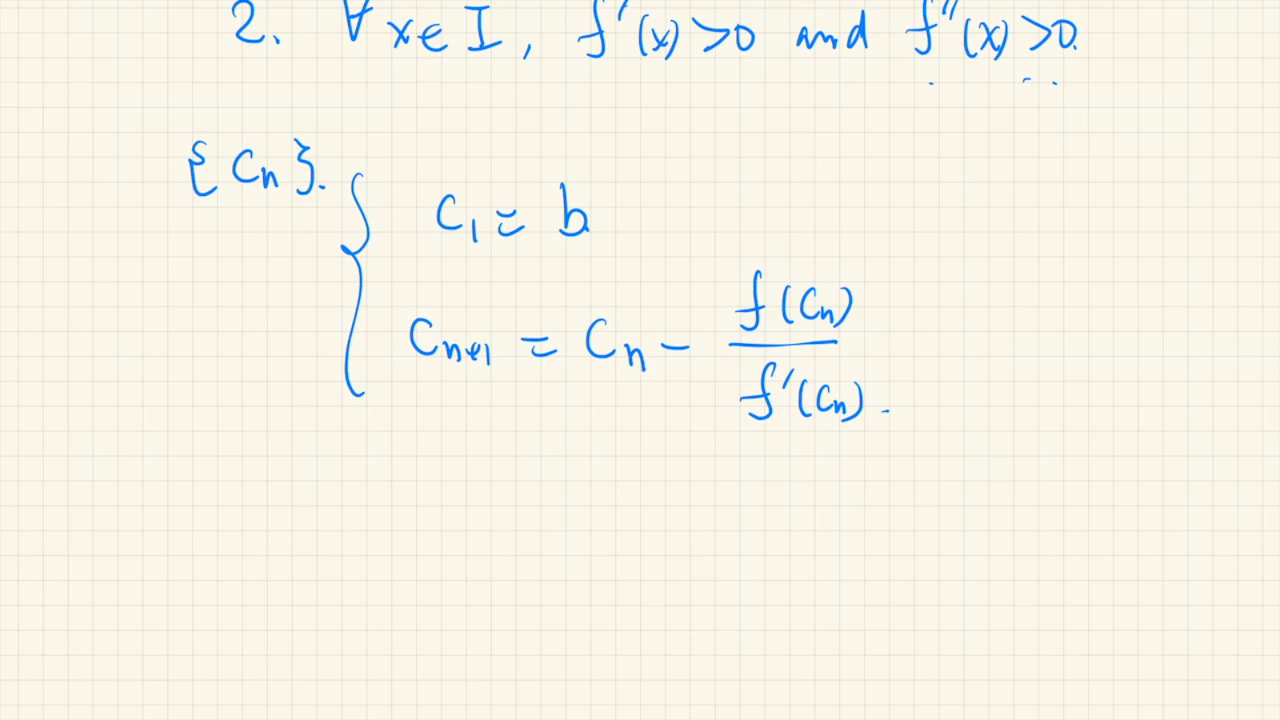 2. ∀ x ∈ I, f'(x) > 0 and f''(x) > 0.
{Cn}.
C1 = b
Cn+1 = Cn − f(Cn) / f'(Cn).